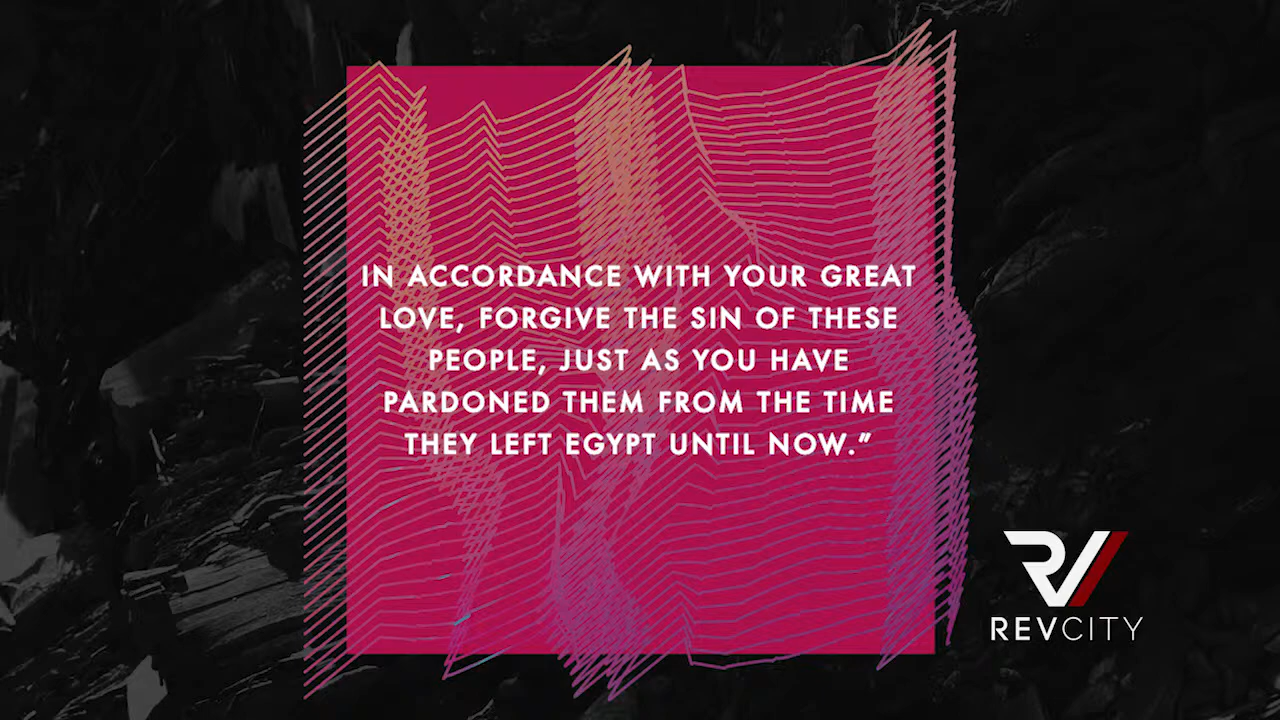 IN ACCORDANCE WITH YOUR GREAT
LOVE, FORGIVE THE SIN OF THESE
PEOPLE, JUST AS YOU HAVE
PARDONED THEM FROM THE TIME
THEY LEFT EGYPT UNTIL NOW.”
RV
REVCITY